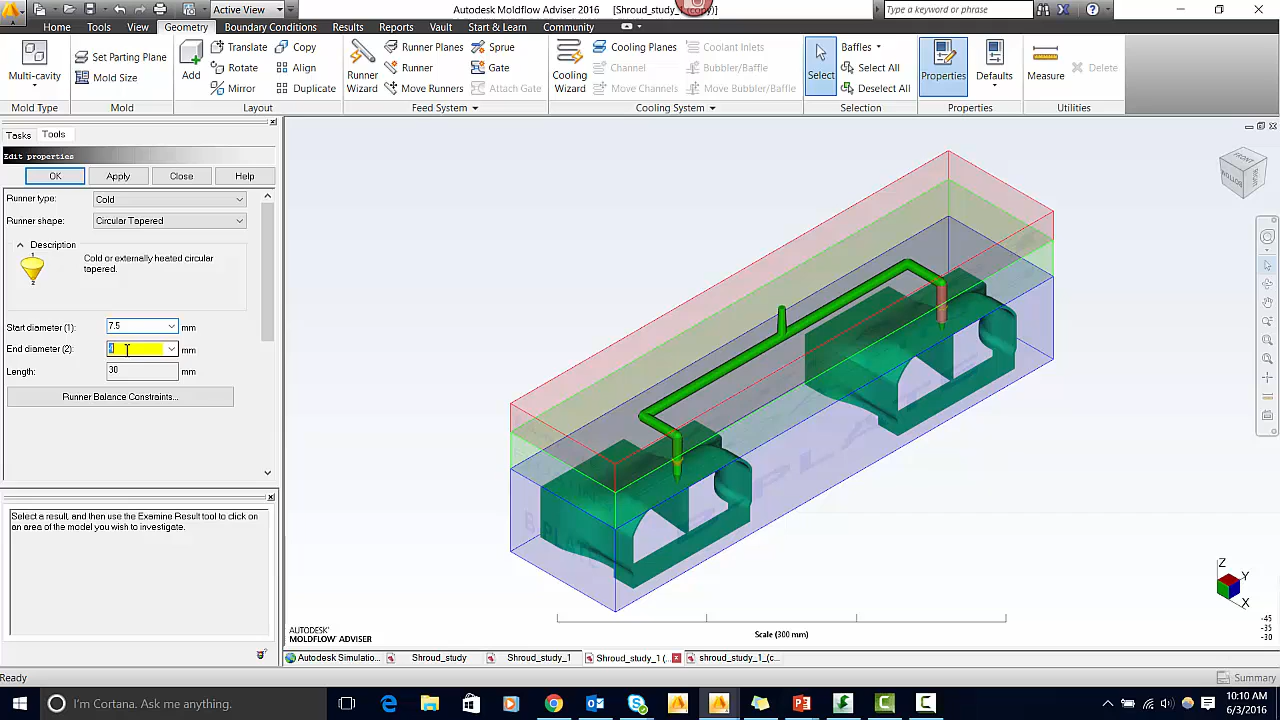 Active View
Autodesk Moldflow Adviser 2016
Type a keyword or phrase
Home Tools View Geometry Boundary Conditions Results Reports Vault Start & Learn Community
Multi-cavity
Mold Type
Set Parting Plane
Mold Size
Mold
Add
Translate
Rotate
Mirror
Copy
Align
Duplicate
Layout
Runner Wizard
Runner Planes
Runner
Move Runners
Sprue
Gate
Attach Gate
Feed System
Cooling Wizard
Cooling Planes
Channel
Move Channels
Coolant Inlets
Bubbler/Baffle
Move Bubbler/Baffle
Cooling System
Select
Baffles
Select All
Deselect All
Selection
Properties
Defaults
Properties
Measure
Delete
Utilities
Tasks Tools
Edit properties
OK Apply Close Help
Runner type: Cold
Runner shape: Circular Tapered
Description
Cold or externally heated circular
tapered.
Start diameter (1): 7.5 mm
End diameter (2): mm
Length: 30 mm
Runner Balance Constraints...
Select a result, and then use the Examine Result tool to click on
an area of the model you wish to investigate.
FRONT
RIGHT
BOTTOM
Z
Y
X
-45
-35
-30
AUTODESK
MOLDFLOW ADVISER
Scale (300 mm)
Autodesk Simulatio... Shroud_study Shroud_study_1 Shroud_study_1 (... shroud_study_1_(c...
Ready
Summary
I'm Cortana. Ask me anything.
10:10 AM
6/3/2016